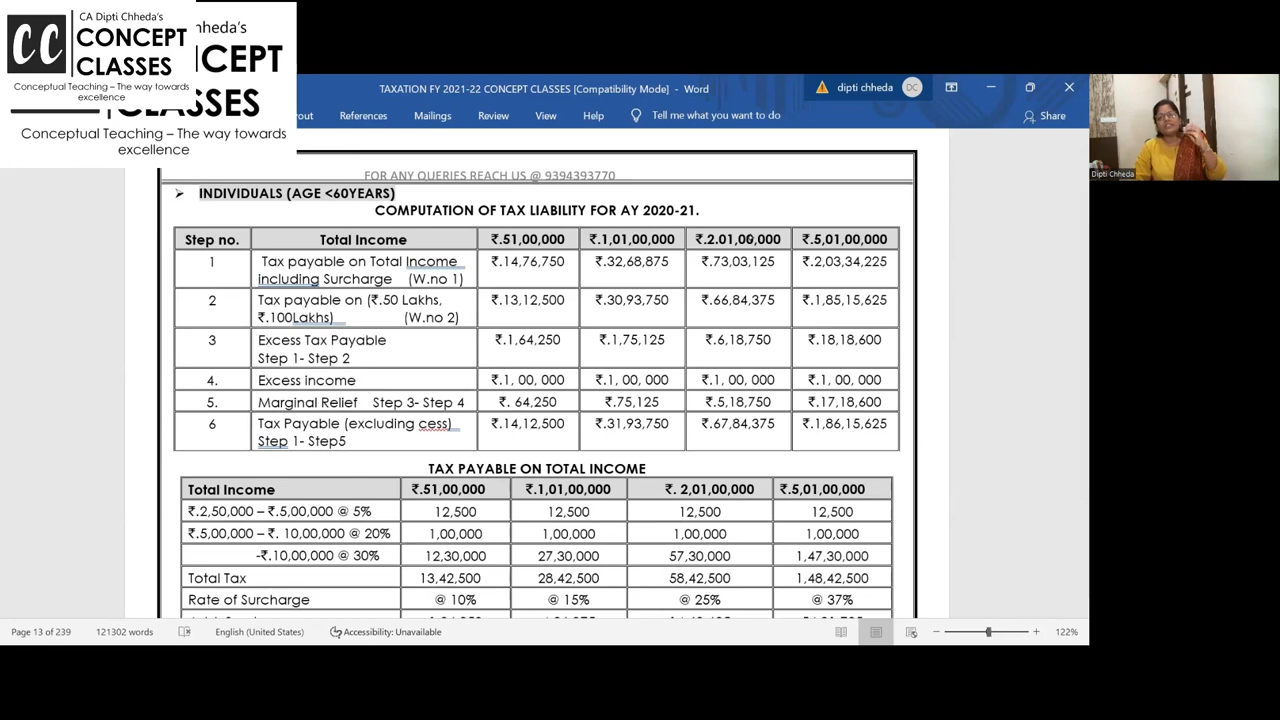 CA Dipti Chheda's
CONCEPT
CLASSES
Conceptual Teaching – The way towards
excellence
hheda's
NCEPT
CLASSES
Conceptual Teaching – The way towards
excellence
TAXATION FY 2021-22 CONCEPT CLASSES [Compatibility Mode] - Word
dipti chheda DC
References Mailings Review View Help Tell me what you want to do Share
Dipti Chheda
FOR ANY QUERIES REACH US @ 9394393770
➤ INDIVIDUALS (AGE <60YEARS)
COMPUTATION OF TAX LIABILITY FOR AY 2020-21.
Step no. Total Income ₹.51,00,000 ₹.1,01,00,000 ₹.2.01,00,000 ₹.5,01,00,000
1 Tax payable on Total Income including Surcharge (W.no 1) ₹.14,76,750 ₹.32,68,875 ₹.73,03,125 ₹.2,03,34,225
2 Tax payable on (₹.50 Lakhs, ₹.100Lakhs) (W.no 2) ₹.13,12,500 ₹.30,93,750 ₹.66,84,375 ₹.1,85,15,625
3 Excess Tax Payable Step 1- Step 2 ₹.1,64,250 ₹.1,75,125 ₹.6,18,750 ₹.18,18,600
4. Excess income ₹.1, 00, 000 ₹.1, 00, 000 ₹.1, 00, 000 ₹.1, 00, 000
5. Marginal Relief Step 3- Step 4 ₹. 64,250 ₹.75,125 ₹.5,18,750 ₹.17,18,600
6 Tax Payable (excluding cess) Step 1- Step5 ₹.14,12,500 ₹.31,93,750 ₹.67,84,375 ₹.1,86,15,625
TAX PAYABLE ON TOTAL INCOME
Total Income ₹.51,00,000 ₹.1,01,00,000 ₹. 2,01,00,000 ₹.5,01,00,000
₹.2,50,000 – ₹.5,00,000 @ 5% 12,500 12,500 12,500 12,500
₹.5,00,000 – ₹. 10,00,000 @ 20% 1,00,000 1,00,000 1,00,000 1,00,000
-₹.10,00,000 @ 30% 12,30,000 27,30,000 57,30,000 1,47,30,000
Total Tax 13,42,500 28,42,500 58,42,500 1,48,42,500
Rate of Surcharge @ 10% @ 15% @ 25% @ 37%
Page 13 of 239 121302 words English (United States) Accessibility: Unavailable 122%